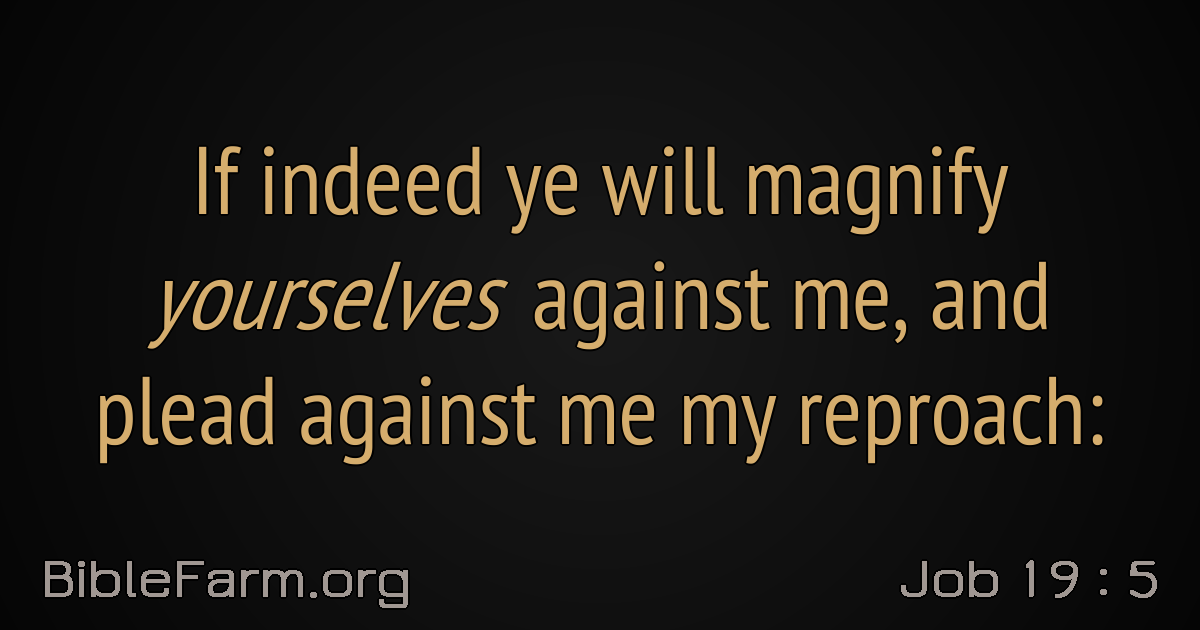 If indeed ye will magnify
yourselves against me, and
plead against me my reproach:
BibleFarm.org
Job 19 : 5